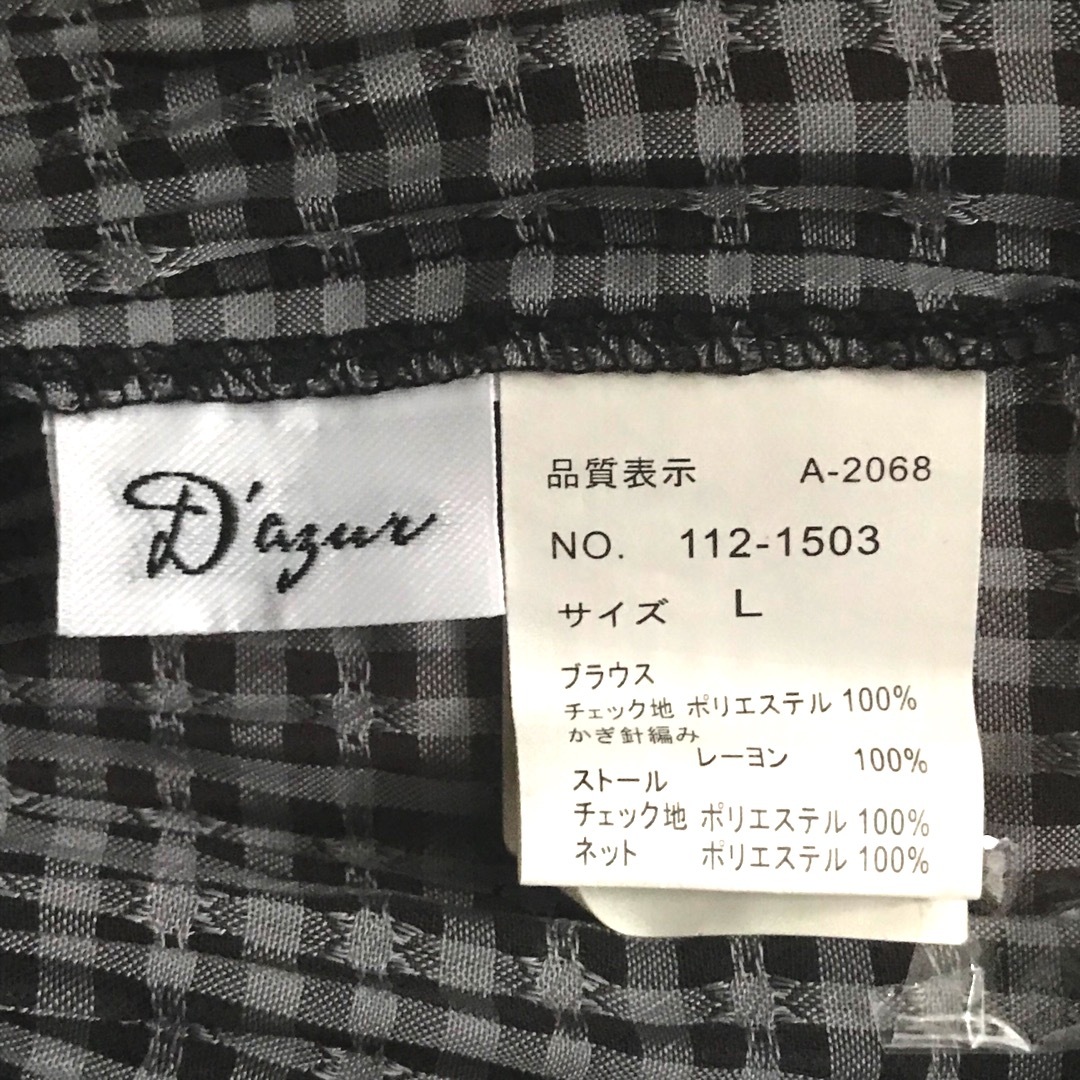 D'azur
品質表示 A-2068
NO. 112-1503
サイズ L
ブラウス
チェック地 ポリエステル 100%
かぎ針編み
レーヨン 100%
ストール
チェック地 ポリエステル 100%
ネット ポリエステル 100%